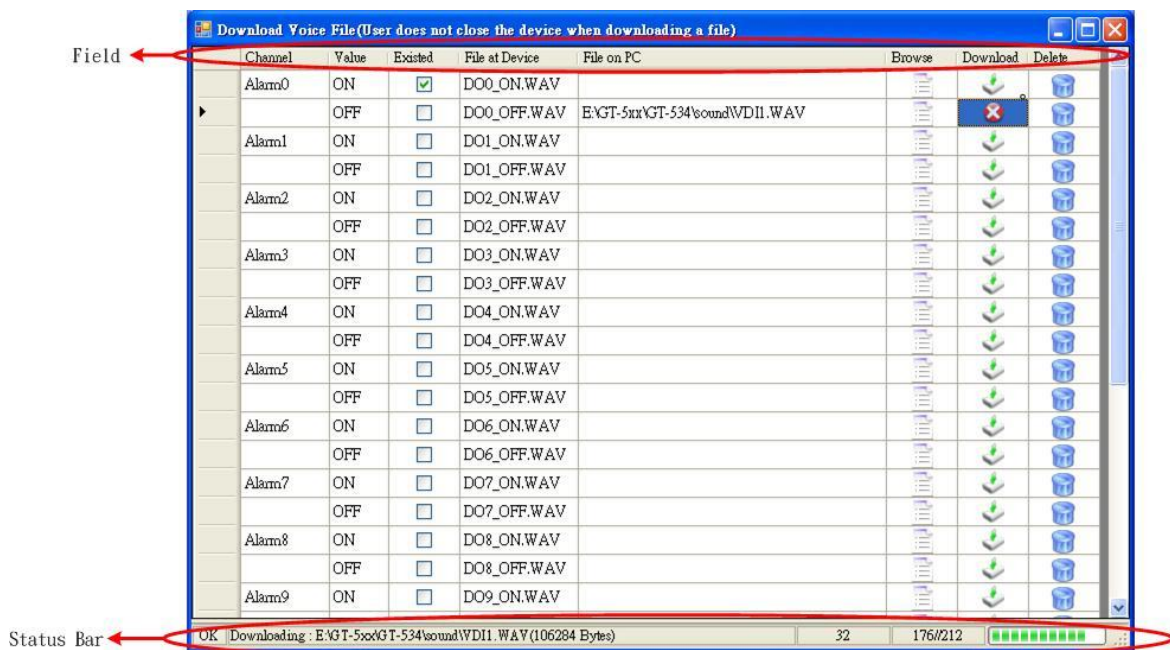 Download Voice File(User does not close the device when downloading a file)
Field
Channel Value Existed File at Device File on PC Browse Download Delete
Alarm0 ON DO0_ON.WAV
OFF DO0_OFF.WAV E:\GT-5xx\GT-534\sound\VDI1.WAV
Alarm1 ON DO1_ON.WAV
OFF DO1_OFF.WAV
Alarm2 ON DO2_ON.WAV
OFF DO2_OFF.WAV
Alarm3 ON DO3_ON.WAV
OFF DO3_OFF.WAV
Alarm4 ON DO4_ON.WAV
OFF DO4_OFF.WAV
Alarm5 ON DO5_ON.WAV
OFF DO5_OFF.WAV
Alarm6 ON DO6_ON.WAV
OFF DO6_OFF.WAV
Alarm7 ON DO7_ON.WAV
OFF DO7_OFF.WAV
Alarm8 ON DO8_ON.WAV
OFF DO8_OFF.WAV
Alarm9 ON DO9_ON.WAV
Status Bar
OK Downloading : E:\GT-5xx\GT-534\sound\VDI1.WAV(106284 Bytes) 32 176//212